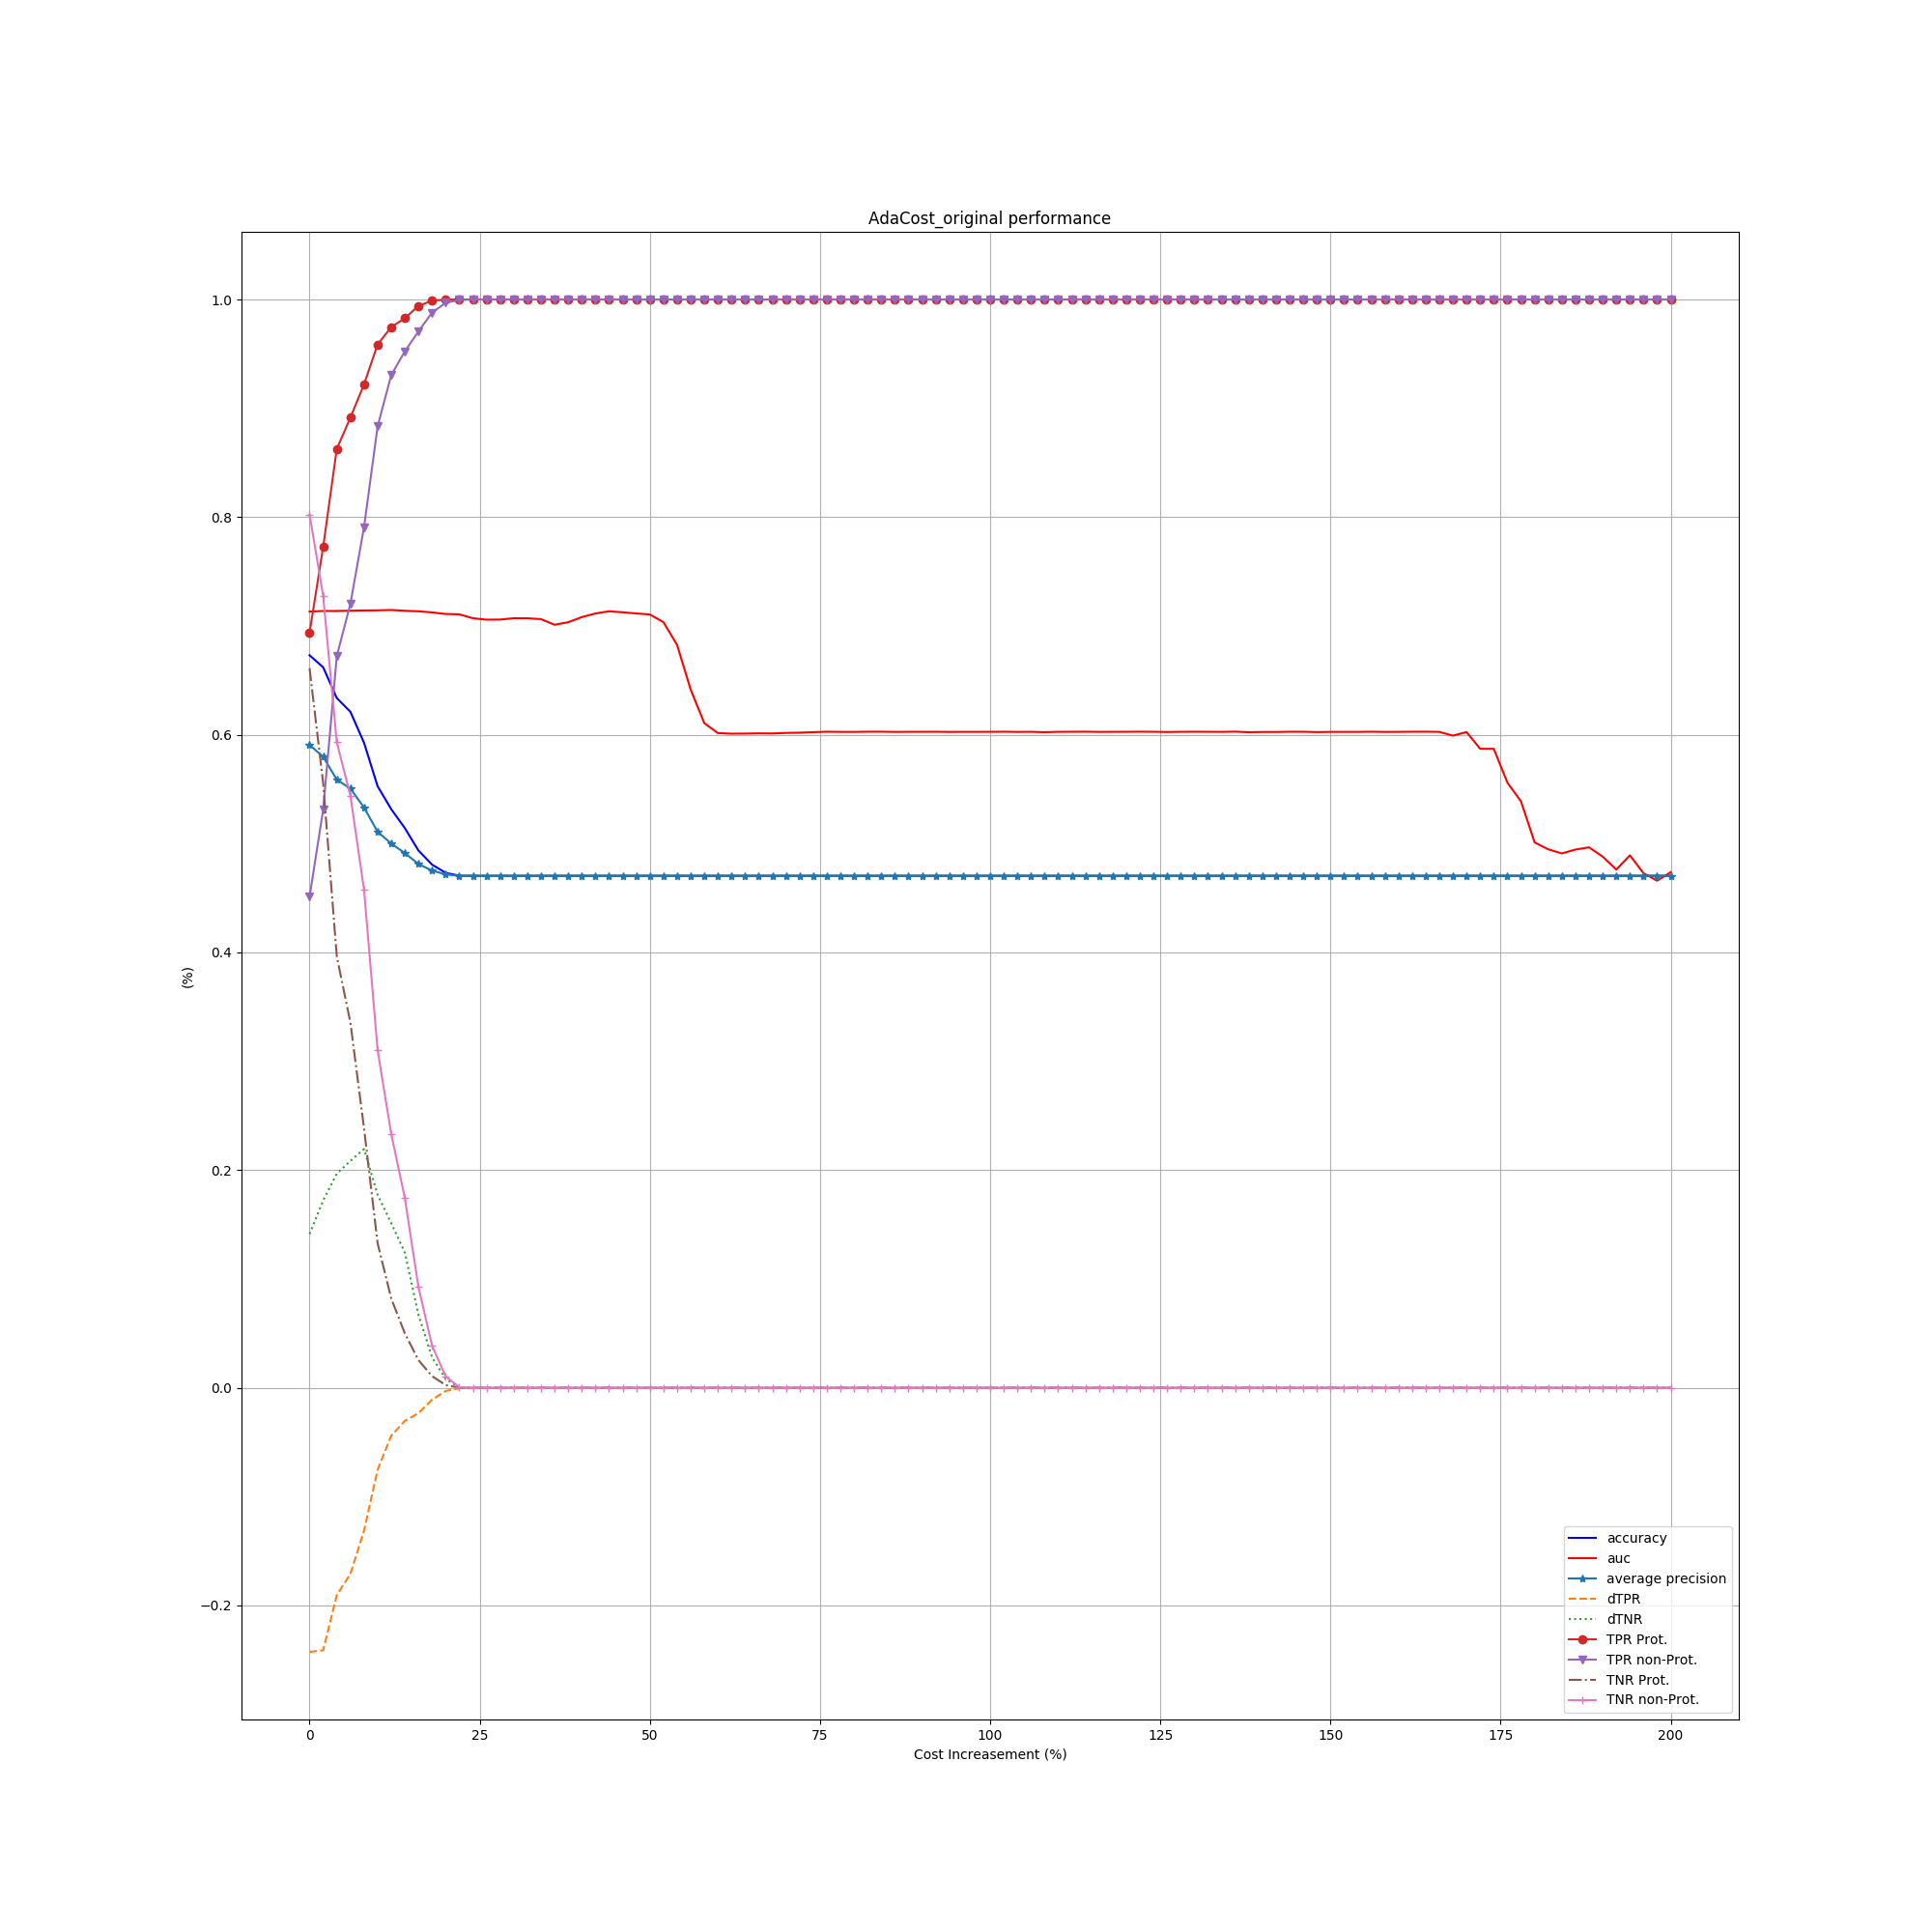 AdaCost_original performance
1.0
0.8
0.6
0.4
0.2
0.0
−0.2
(%)
0 25 50 75 100 125 150 175 200
Cost Increasement (%)
accuracy
auc
average precision
dTPR
dTNR
TPR Prot.
TPR non-Prot.
TNR Prot.
TNR non-Prot.